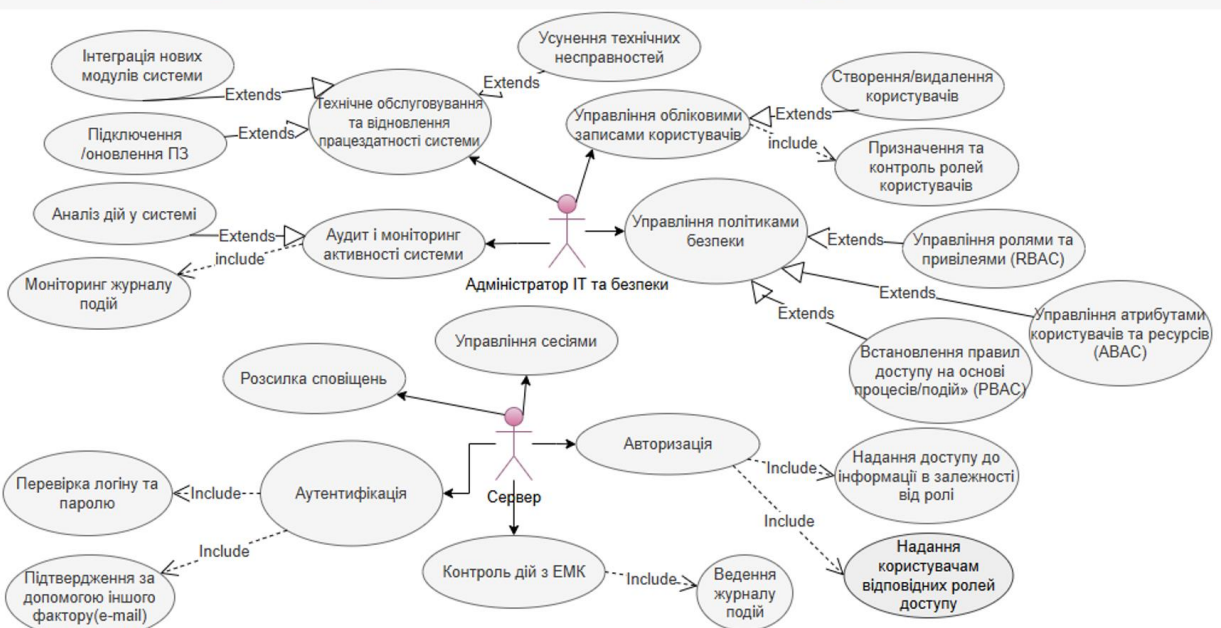 Інтеграція нових
модулів системи
Extends
Підключення
/оновлення ПЗ
Extends
Технічне обслуговування
та відновлення
працездатності системи
Усунення технічних
несправностей
Extends
Управління обліковими
записами користувачів
Extends
Створення/видалення
користувачів
include
Призначення та
контроль ролей
користувачів
Аналіз дій у системі
Extends
include
Аудит і моніторинг
активності системи
Моніторинг журналу
подій
Адміністратор ІТ та безпеки
Управління політиками
безпеки
Extends
Управління ролями та
привілеями (RBAC)
Extends
Управління атрибутами
користувачів та ресурсів
(ABAC)
Extends
Встановлення правил
доступу на основі
процесів/подій» (PBAC)
Управління сесіями
Розсилка сповіщень
Сервер
Авторизація
Include
Надання доступу до
інформації в залежності
від ролі
Include
Надання
користувачам
відповідних ролей
доступу
Аутентифікація
Include
Перевірка логіну та
паролю
Include
Підтвердження за
допомогою іншого
фактору(e-mail)
Контроль дій з ЕМК
Include
Ведення
журналу
подій